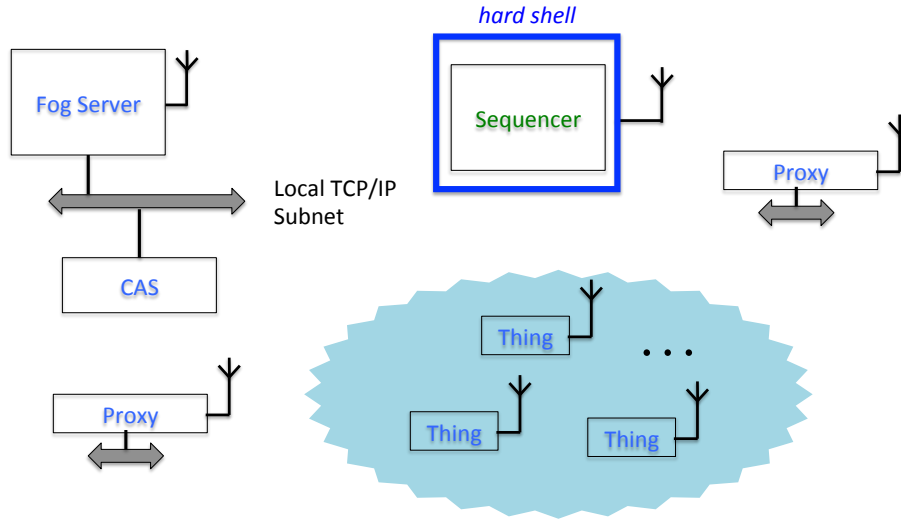 hard shell
Fog Server
Sequencer
Proxy
Local TCP/IP
Subnet
CAS
Thing
• • •
Proxy
Thing
Thing